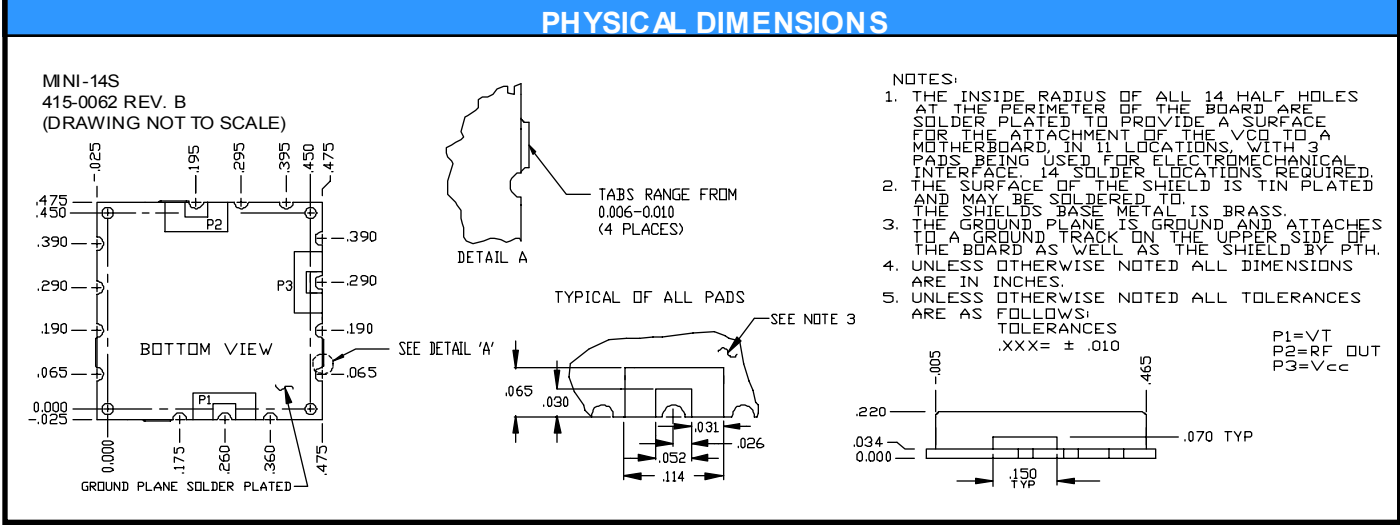 PHYSICAL DIMENSIONS
MINI-14S
415-0062 REV. B
(DRAWING NOT TO SCALE)
-.025
.195
.295
.395
.450
.475
.475
.450
.390
.290
.190
.065
0.000
-.025
P2
P3
P1
.390
.290
.190
.065
BOTTOM VIEW
SEE DETAIL 'A'
0.000
.175
.260
.360
.475
GROUND PLANE SOLDER PLATED
TABS RANGE FROM
0.006-0.010
(4 PLACES)
DETAIL A
TYPICAL OF ALL PADS
SEE NOTE 3
.065
.030
.031
.026
.052
.114
NOTES:
1. THE INSIDE RADIUS OF ALL 14 HALF HOLES
AT THE PERIMETER OF THE BOARD ARE
SOLDER PLATED TO PROVIDE A SURFACE
FOR THE ATTACHMENT OF THE VCO TO A
MOTHERBOARD, IN 11 LOCATIONS, WITH 3
PADS BEING USED FOR ELECTROMECHANICAL
INTERFACE. 14 SOLDER LOCATIONS REQUIRED.
2. THE SURFACE OF THE SHIELD IS TIN PLATED
AND MAY BE SOLDERED TO.
THE SHIELDS BASE METAL IS BRASS.
3. THE GROUND PLANE IS GROUND AND ATTACHES
TO A GROUND TRACK ON THE UPPER SIDE OF
THE BOARD AS WELL AS THE SHIELD BY PTH.
4. UNLESS OTHERWISE NOTED ALL DIMENSIONS
ARE IN INCHES.
5. UNLESS OTHERWISE NOTED ALL TOLERANCES
ARE AS FOLLOWS:
TOLERANCES
.XXX= ± .010
P1=VT
P2=RF OUT
P3=Vcc
.005
.465
.220
.034
0.000
.070 TYP
.150
TYP